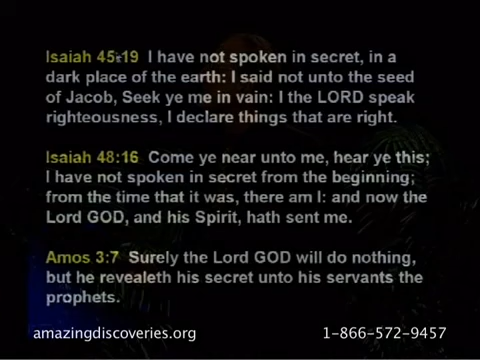 Isaiah 45:19 I have not spoken in secret, in a
dark place of the earth: I said not unto the seed
of Jacob, Seek ye me in vain: I the LORD speak
righteousness, I declare things that are right.
Isaiah 48:16 Come ye near unto me, hear ye this;
I have not spoken in secret from the beginning;
from the time that it was, there am I: and now the
Lord GOD, and his Spirit, hath sent me.
Amos 3:7 Surely the Lord GOD will do nothing,
but he revealeth his secret unto his servants the
prophets.
amazingdiscoveries.org 1-866-572-9457